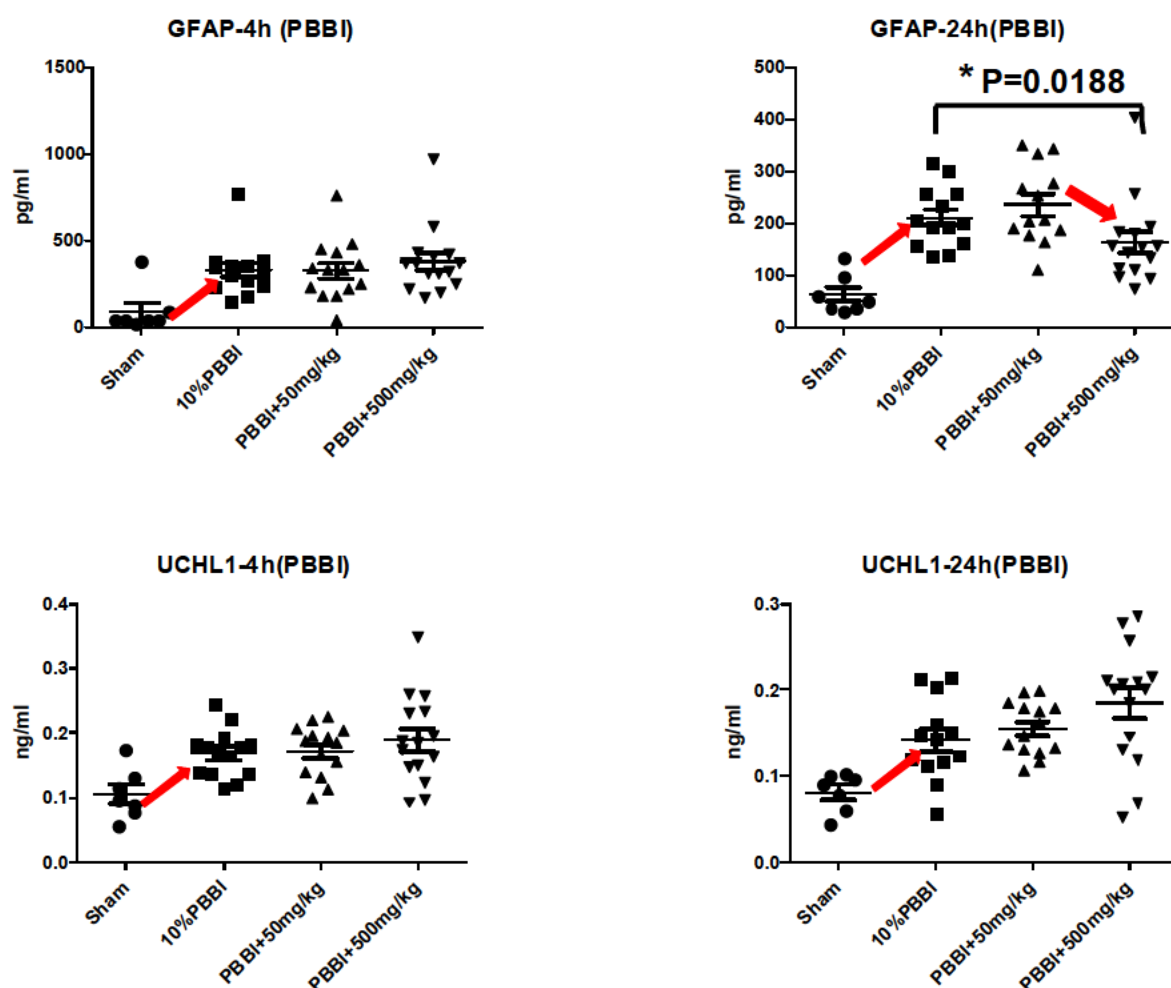 GFAP-4h (PBBI)
1500
1000
500
0
pg/ml
Sham
10%PBBI
PBBI+50mg/kg
PBBI+500mg/kg
GFAP-24h(PBBI)
* P=0.0188
500
400
300
200
100
0
pg/ml
Sham
10%PBBI
PBBI+50mg/kg
PBBI+500mg/kg
UCHL1-4h(PBBI)
0.4
0.3
0.2
0.1
0.0
ng/ml
Sham
10%PBBI
PBBI+50mg/kg
PBBI+500mg/kg
UCHL1-24h(PBBI)
0.3
0.2
0.1
0.0
ng/ml
Sham
10%PBBI
PBBI+50mg/kg
PBBI+500mg/kg